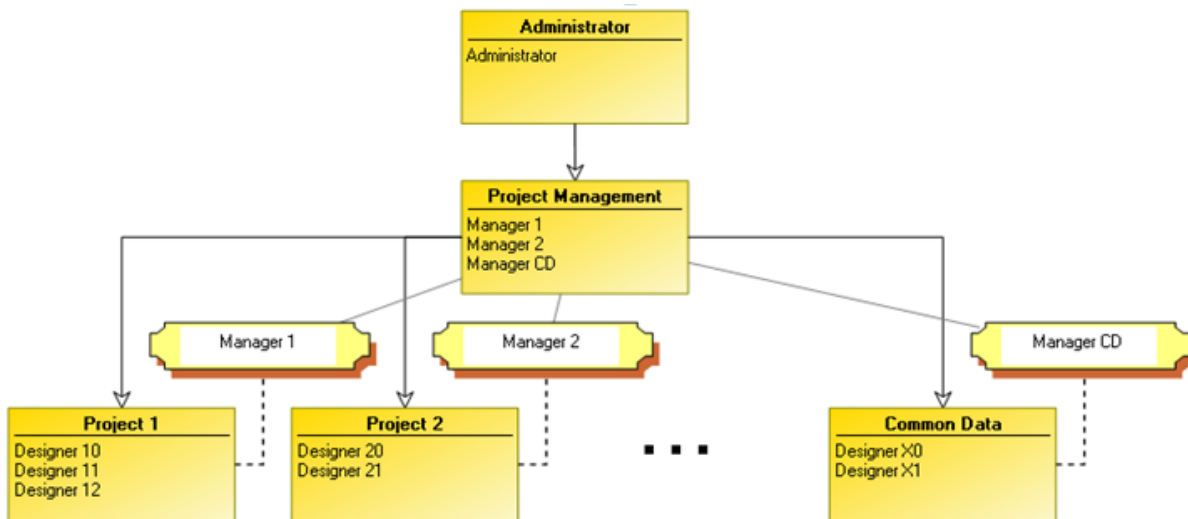 Administrator
Administrator
Project Management
Manager 1
Manager 2
Manager CD
Manager 1
Manager 2
Manager CD
Project 1
Designer 10
Designer 11
Designer 12
Project 2
Designer 20
Designer 21
...
Common Data
Designer X0
Designer X1